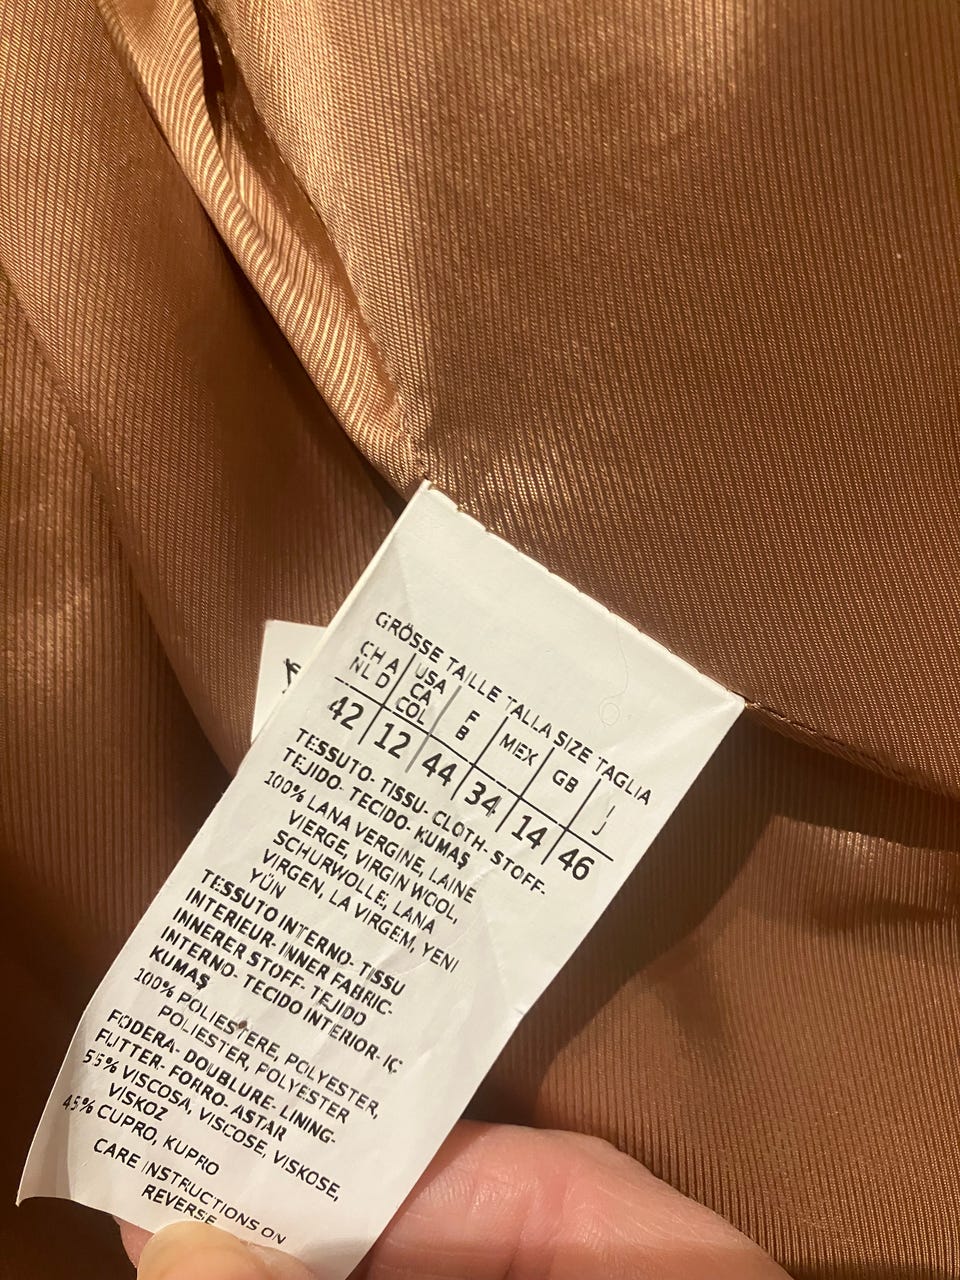 GRÖSSE TAILLE TALLA SIZE TAGLIA
CH A USA F MEX GB I
NL D CA B J
COL
42 12 44 34 14 46
TESSUTO- TISSU- CLOTH- STOFF-
TEJIDO- TECIDO- KUMAŞ
100% LANA VERGINE, LAINE
VIERGE, VIRGIN WOOL,
SCHURWOLLE, LANA
VIRGEN, LA VIRGEM, YENI
YÜN
TESSUTO INTERNO- TISSU
INTERIEUR- INNER FABRIC-
INNERER STOFF- TEJIDO
INTERNO- TECIDO INTERIOR- IÇ
KUMAŞ
100% POLIESTERE, POLYESTER,
POLIESTER, POLYESTER
FODERA- DOUBLURE- LINING-
FUTTER- FORRO- ASTAR
55% VISCOSA, VISCOSE, VISKOSE,
VISKOZ
45% CUPRO, KUPRO
CARE INSTRUCTIONS ON
REVERSE